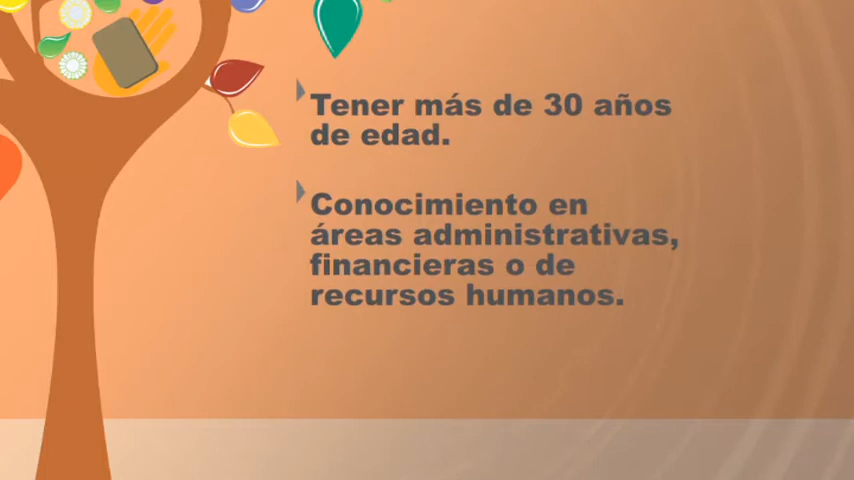 Tener más de 30 años
de edad.
Conocimiento en
áreas administrativas,
financieras o de
recursos humanos.